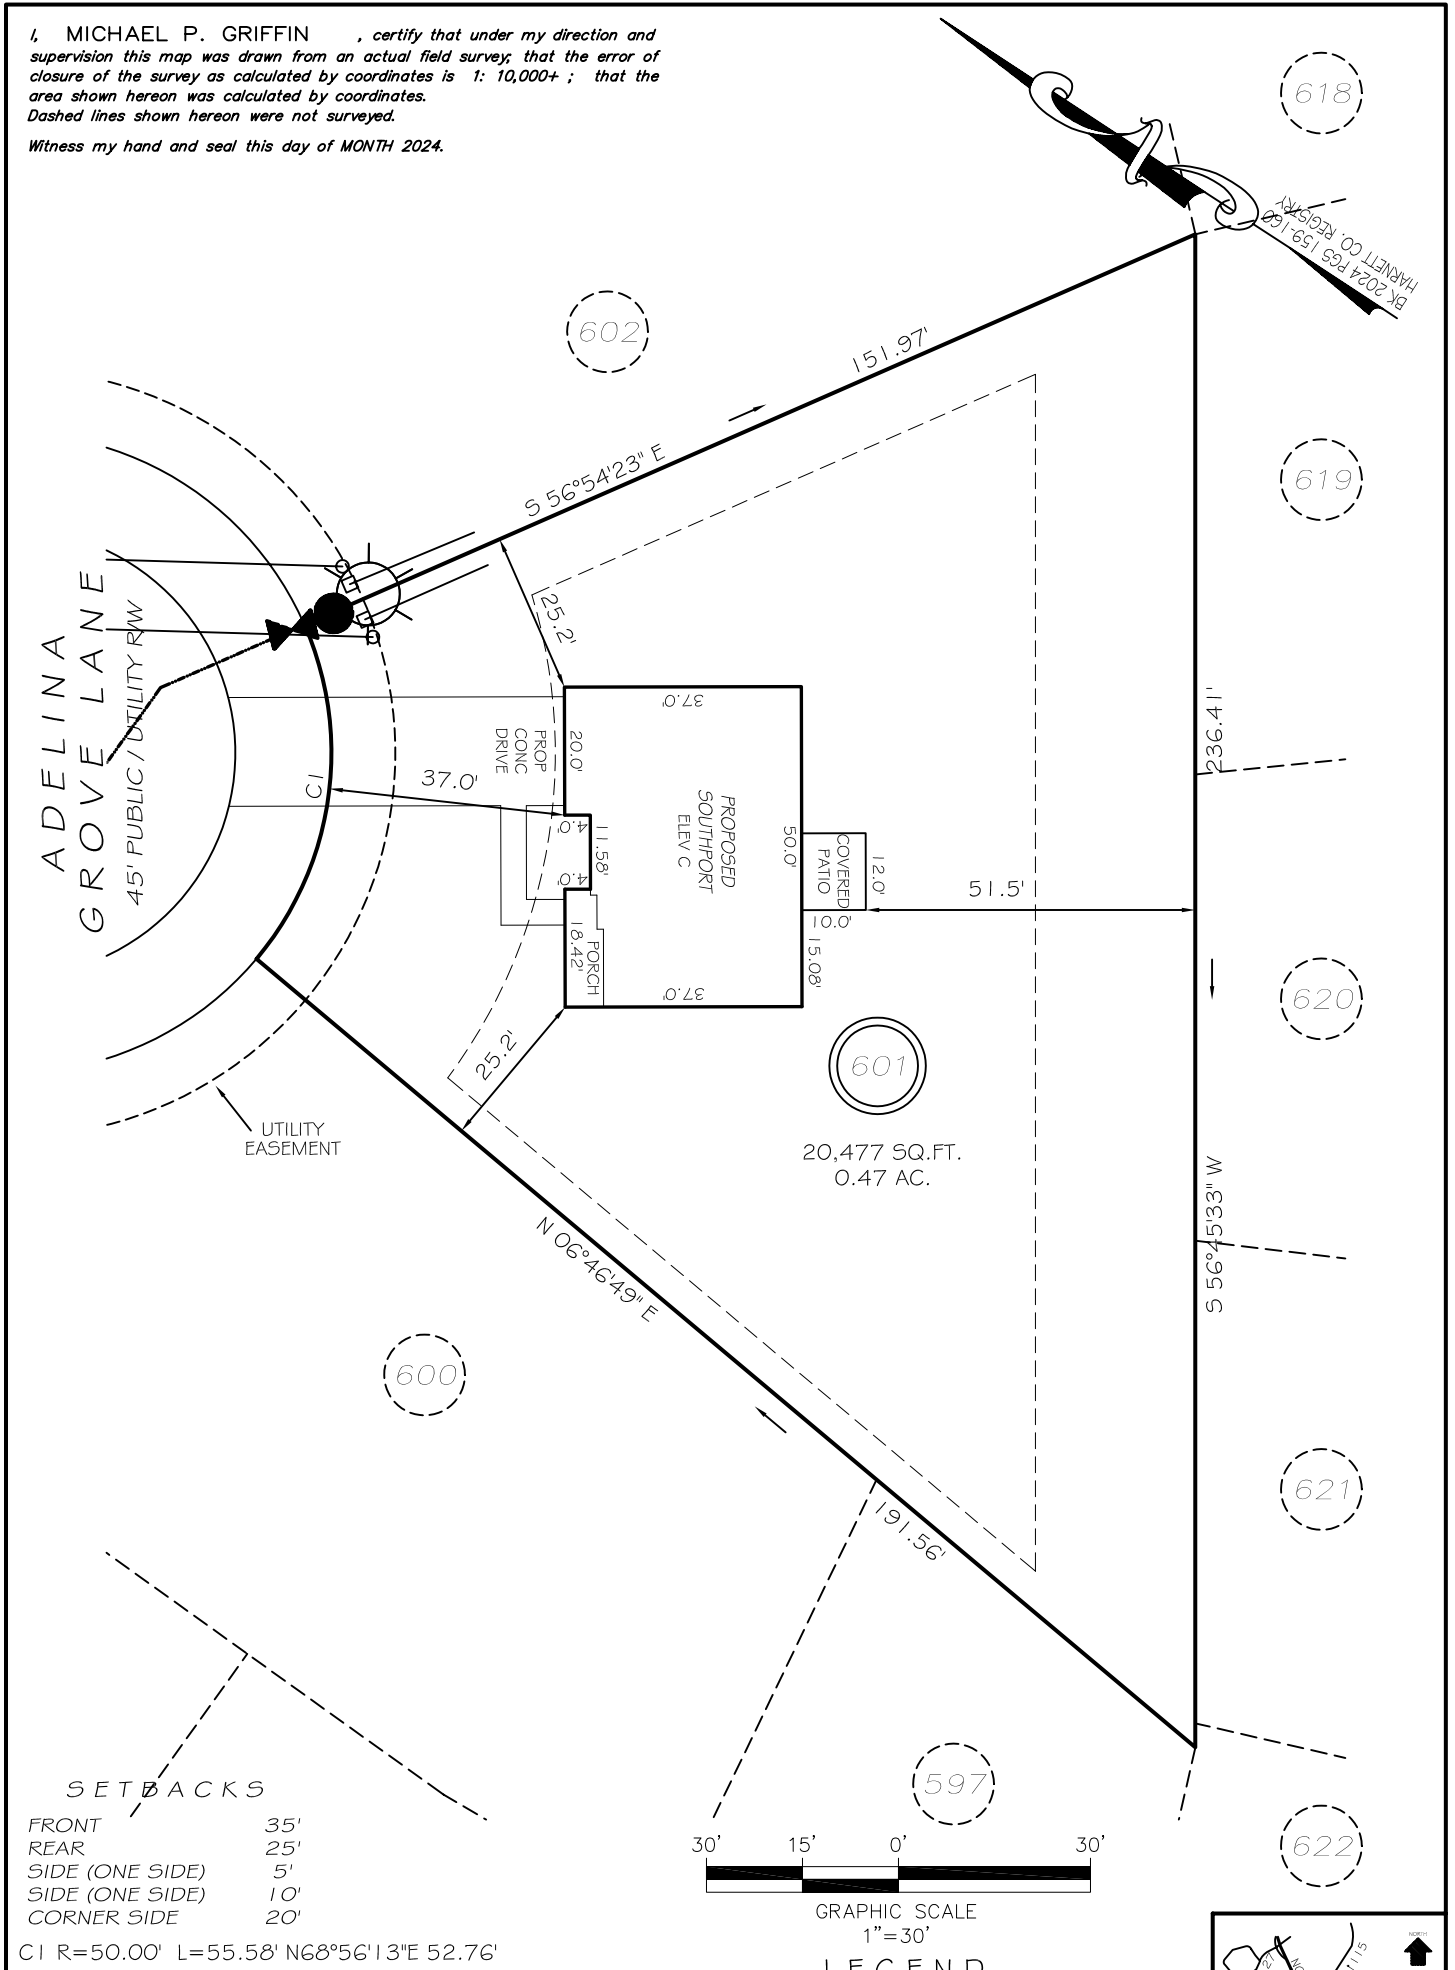 I, MICHAEL P. GRIFFIN , certify that under my direction and
supervision this map was drawn from an actual field survey; that the error of
closure of the survey as calculated by coordinates is 1: 10,000+ ; that the
area shown hereon was calculated by coordinates.
Dashed lines shown hereon were not surveyed.
Witness my hand and seal this day of MONTH 2024.
618
BK 2024 PGS 159-160
HARNETT CO. REGISTRY
602
151.97'
S 56°54'23" E
619
ADELINA
GROVE LANE
45' PUBLIC / UTILITY R/W
25.2'
37.0'
236.41'
PROP
CONC
DRIVE
20.0'
C1
37.0'
4.0'
11.58'
4.0'
PROPOSED
SOUTHPORT
ELEV C
50.0'
COVERED
PATIO
12.0'
10.0'
51.5'
18.42'
PORCH
15.08'
37.0'
620
25.2'
601
20,477 SQ.FT.
0.47 AC.
UTILITY
EASEMENT
S 56°45'33" W
N 06°46'49" E
600
621
191.56'
597
622
SETBACKS
FRONT 35'
REAR 25'
SIDE (ONE SIDE) 5'
SIDE (ONE SIDE) 10'
CORNER SIDE 20'
C1 R=50.00' L=55.58' N68°56'13"E 52.76'
30' 15' 0' 30'
GRAPHIC SCALE
1"=30'
LEGEND
NORTH
27
NO
1115